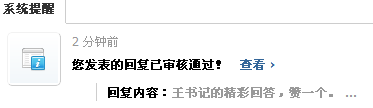 系统提醒
2 分钟前
您发表的回复已审核通过！ 查看 ›
回复内容：王书记的精彩回答，赞一个。 ...